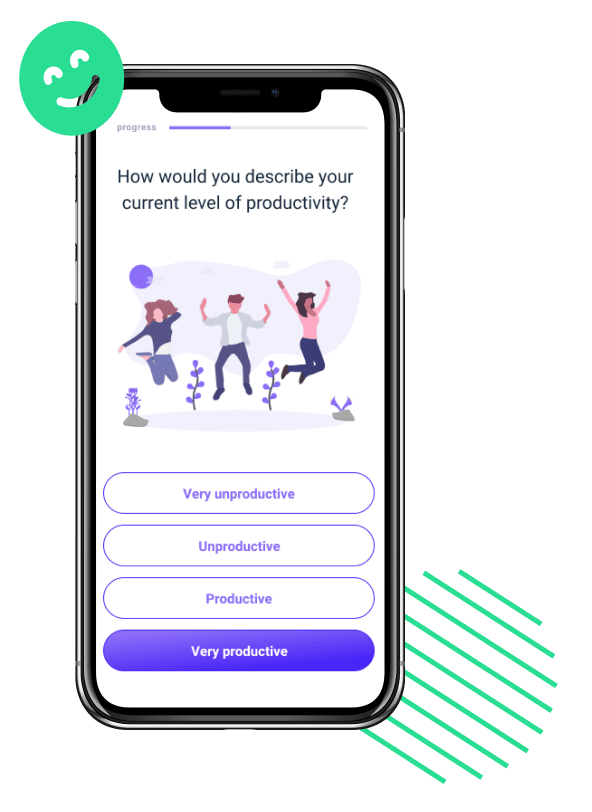 progress
How would you describe your
current level of productivity?
Very unproductive
Unproductive
Productive
Very productive